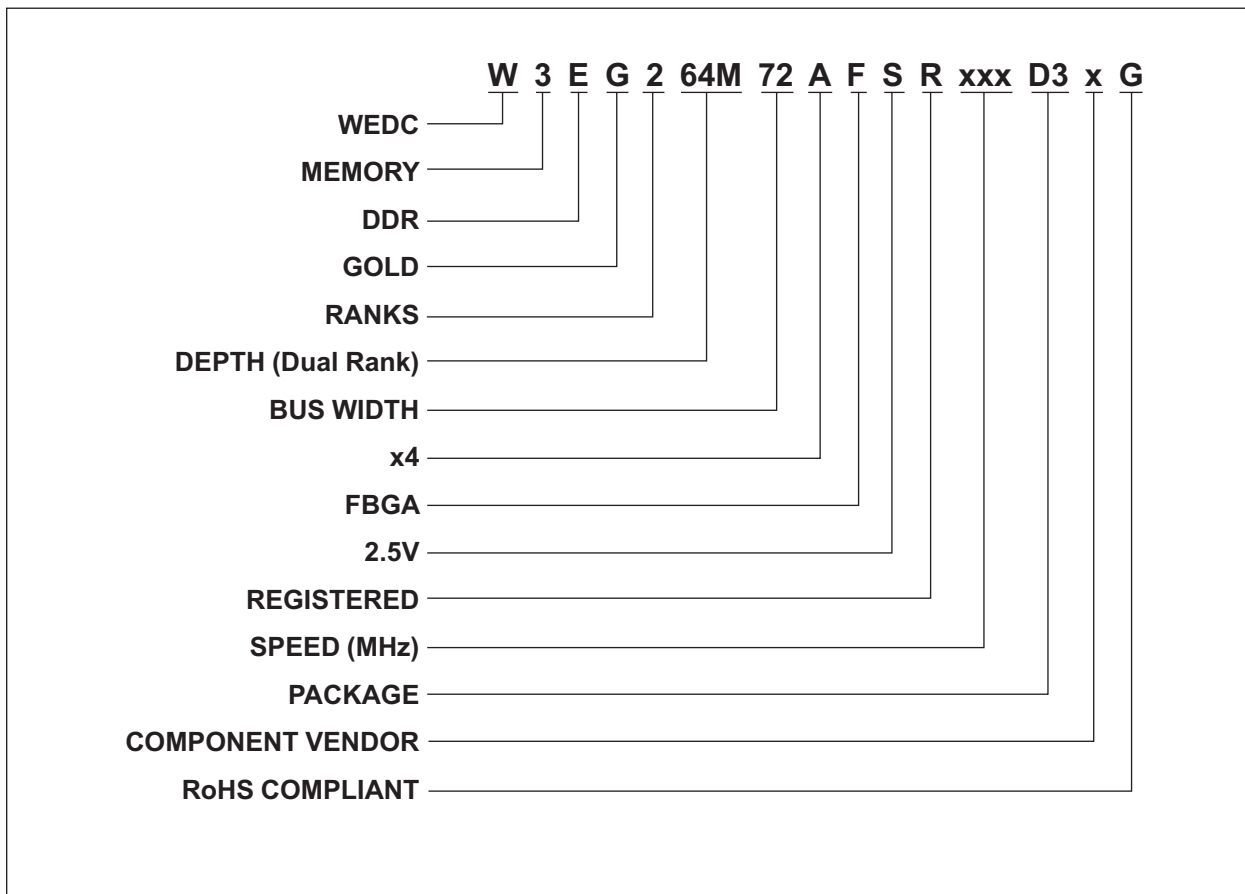 W 3 E G 2 64M 72 A F S R xxx D3 x G
WEDC
MEMORY
DDR
GOLD
RANKS
DEPTH (Dual Rank)
BUS WIDTH
x4
FBGA
2.5V
REGISTERED
SPEED (MHz)
PACKAGE
COMPONENT VENDOR
RoHS COMPLIANT